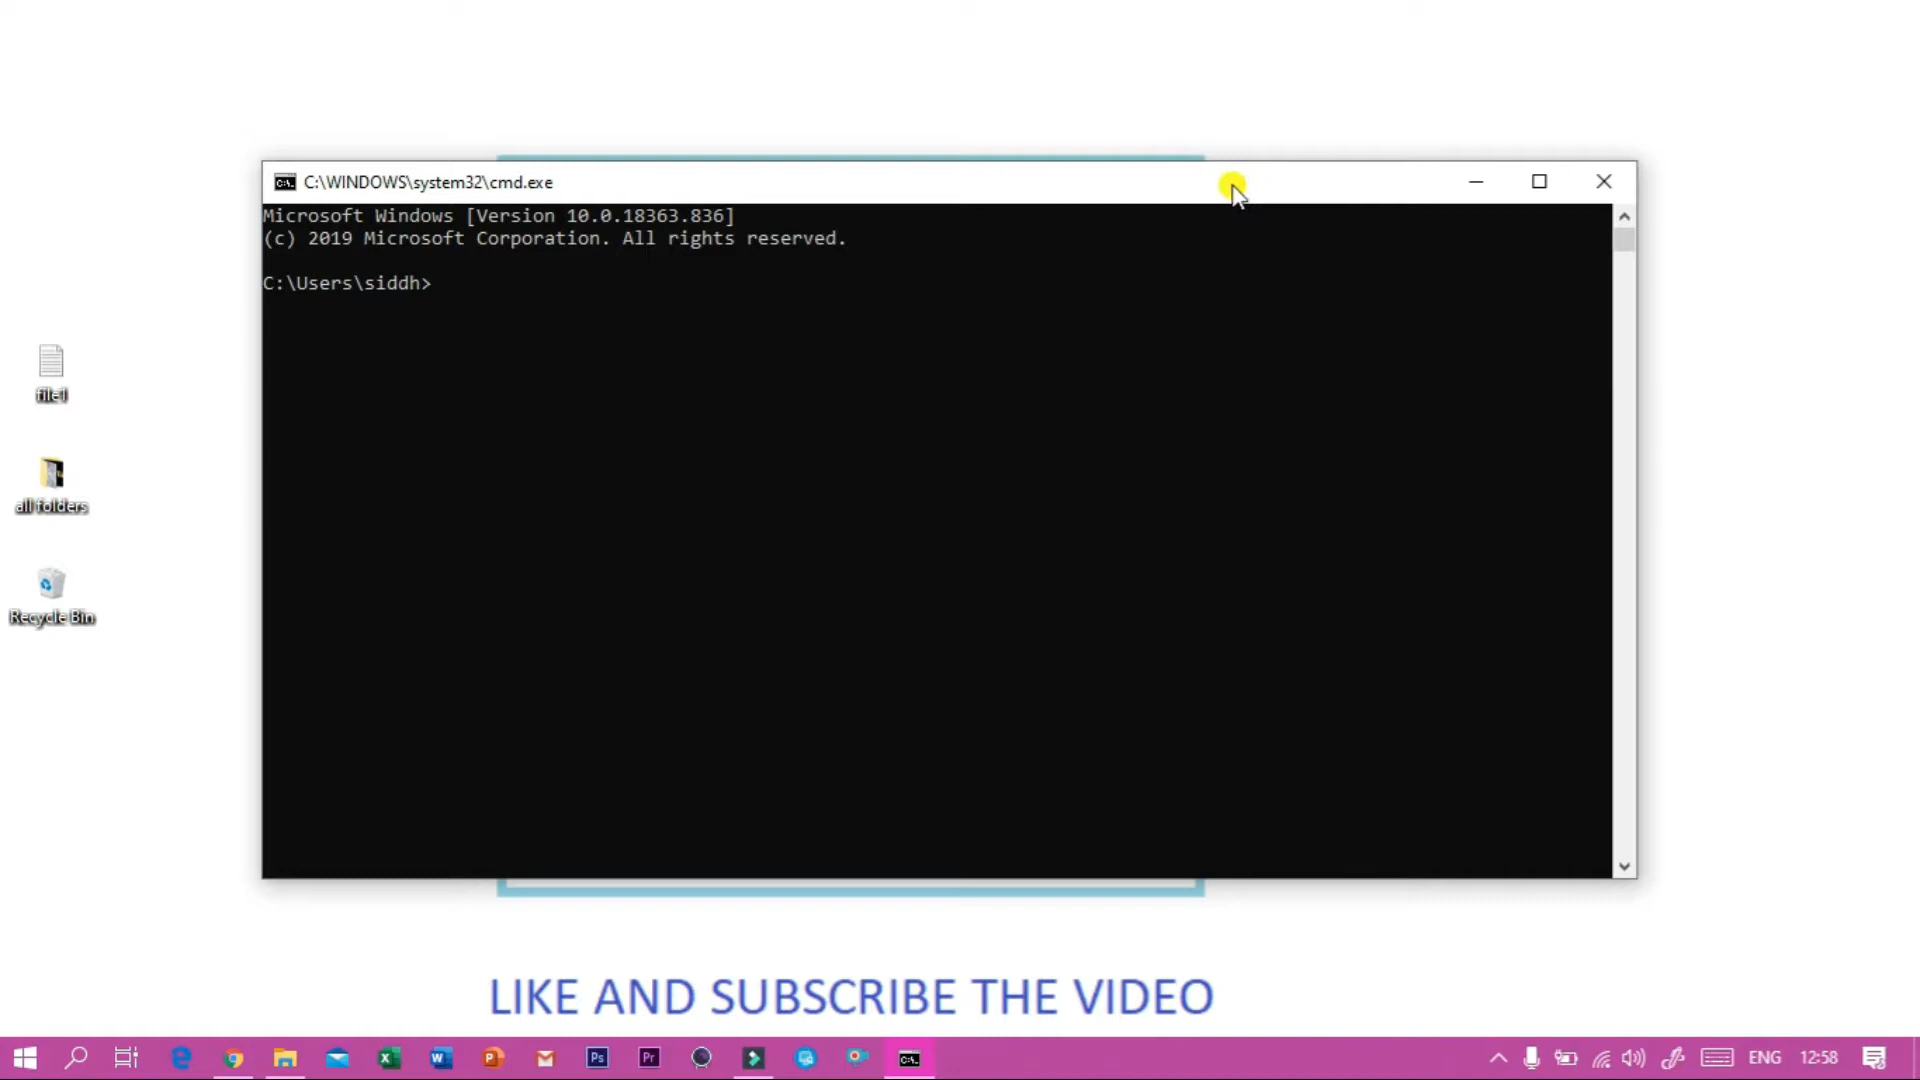 C:\WINDOWS\system32\cmd.exe
Microsoft Windows [Version 10.0.18363.836]
(c) 2019 Microsoft Corporation. All rights reserved.
C:\Users\siddh>
file1
all folders
Recycle Bin
LIKE AND SUBSCRIBE THE VIDEO
ENG 12:58